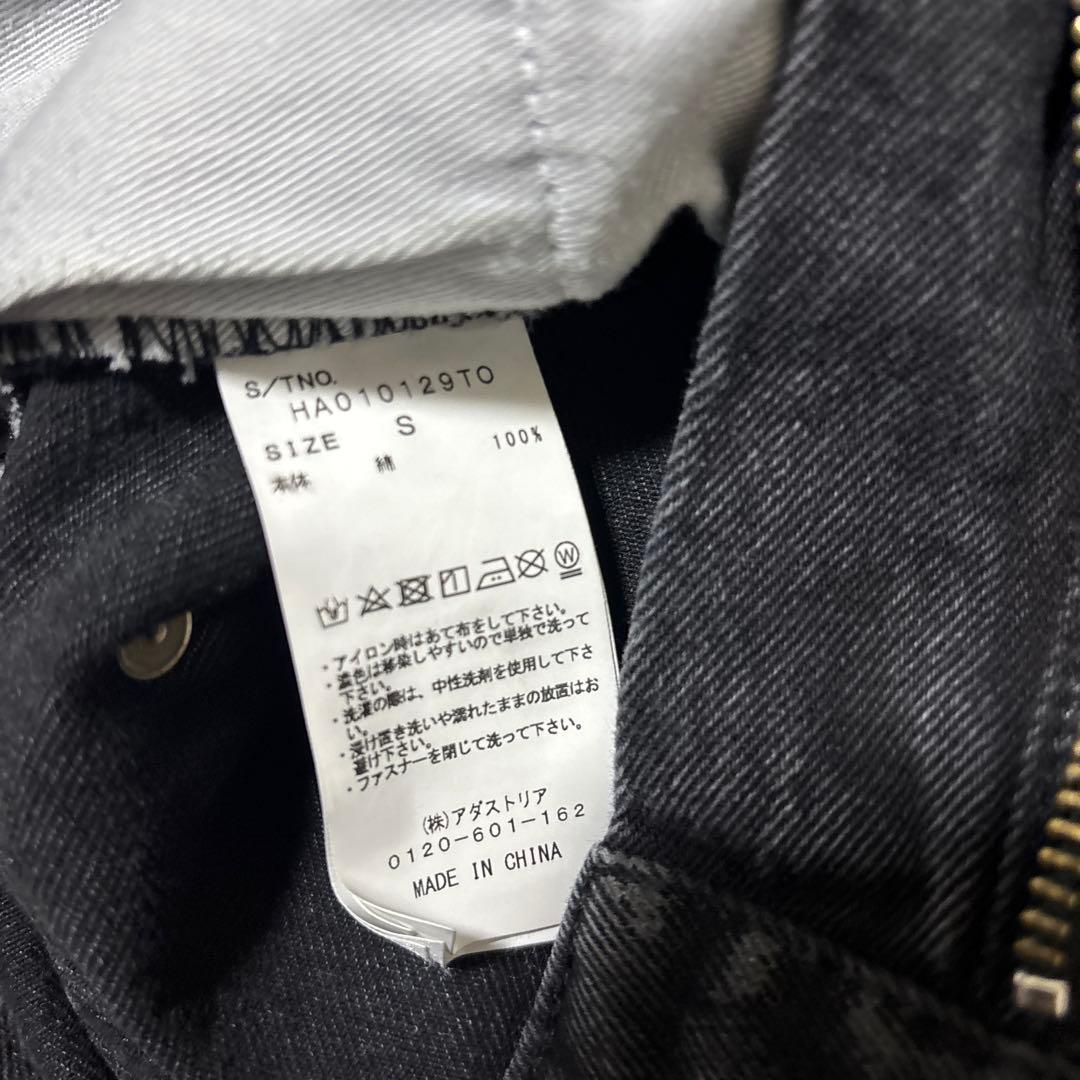 S/TNO.
HA010129TO
SIZE S
本体 綿 100%
W
・アイロン時はあて布をして下さい。
・濃色は移染しやすいので単独で洗って
下さい。
・洗濯の際は、中性洗剤を使用して下さ
い。
・浸け置き洗いや濡れたままの放置はお
避け下さい。
・ファスナーを閉じて洗って下さい。
(株)アダストリア
0120-601-162
MADE IN CHINA